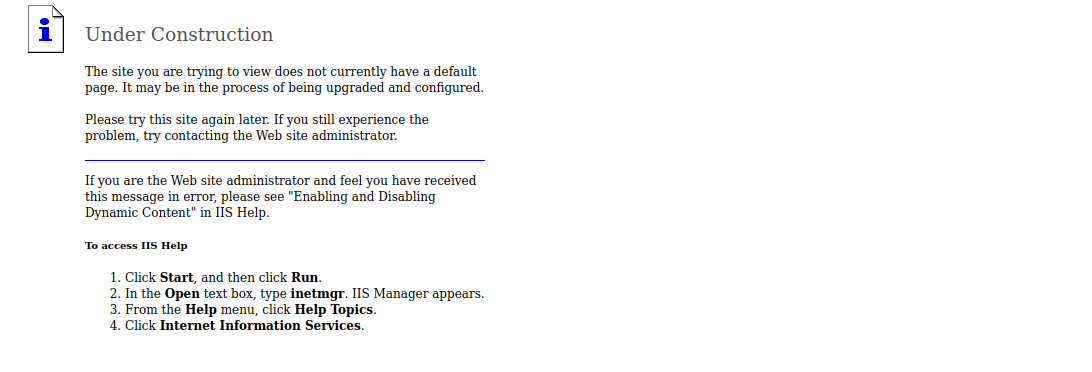 Under Construction
The site you are trying to view does not currently have a default
page. It may be in the process of being upgraded and configured.
Please try this site again later. If you still experience the
problem, try contacting the Web site administrator.
If you are the Web site administrator and feel you have received
this message in error, please see "Enabling and Disabling
Dynamic Content" in IIS Help.
To access IIS Help
1. Click Start, and then click Run.
2. In the Open text box, type inetmgr. IIS Manager appears.
3. From the Help menu, click Help Topics.
4. Click Internet Information Services.